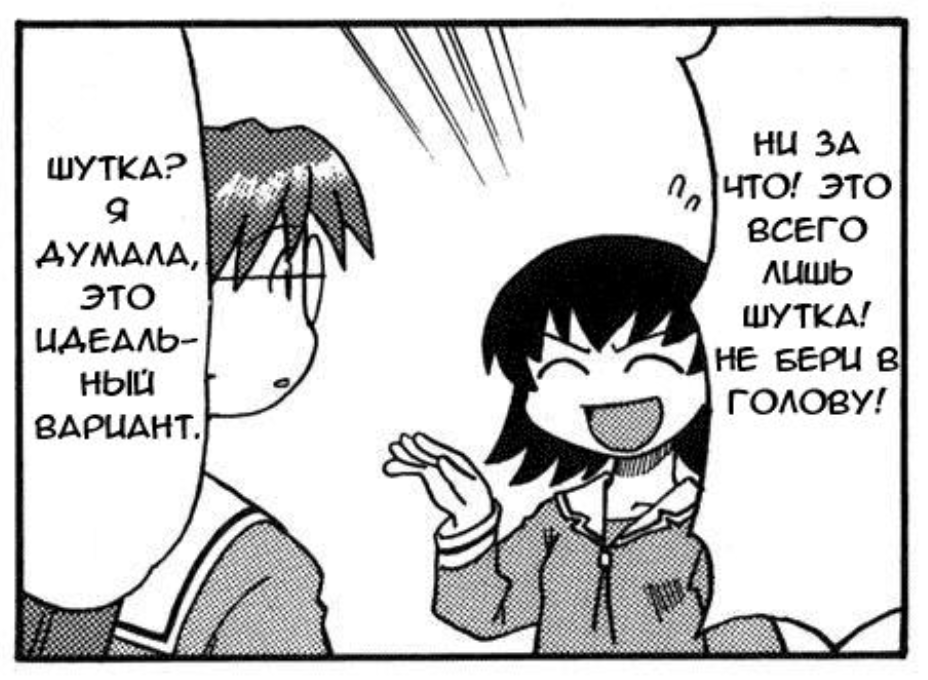 НИ ЗА
ЧТО! ЭТО
ВСЕГО
ЛИШЬ
ШУТКА!
НЕ БЕРИ В
ГОЛОВУ!
ШУТКА?
Я
ДУМАЛА,
ЭТО
ИДЕАЛЬ-
НЫЙ
ВАРИАНТ.